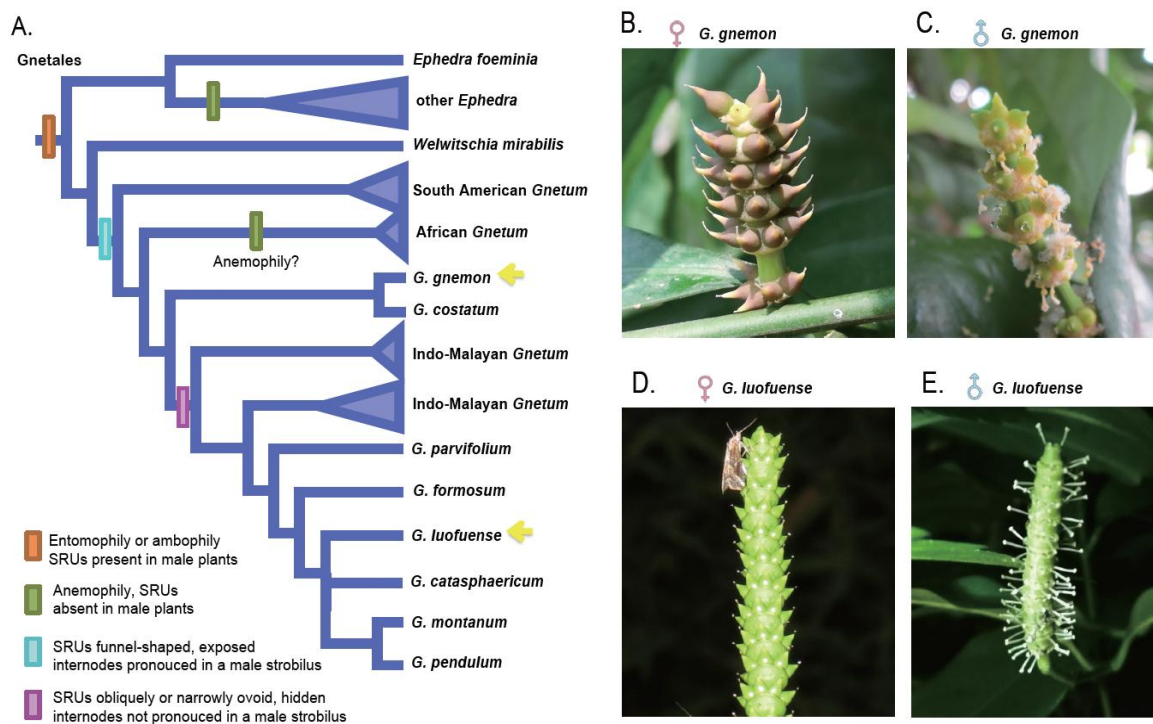 A.
Gnetales
Ephedra foeminia
other Ephedra
Welwitschia mirabilis
South American Gnetum
African Gnetum
Anemophily?
G. gnemon
G. costatum
Indo-Malayan Gnetum
Indo-Malayan Gnetum
G. parvifolium
G. formosum
G. luofuense
G. catasphaericum
G. montanum
G. pendulum
Entomophily or ambophily
SRUs present in male plants
Anemophily, SRUs
absent in male plants
SRUs funnel-shaped, exposed
internodes pronouced in a male strobilus
SRUs obliquely or narrowly ovoid, hidden
internodes not pronouced in a male strobilus
B. ♀ G. gnemon
C. ♂ G. gnemon
D. ♀ G. luofuense
E. ♂ G. luofuense